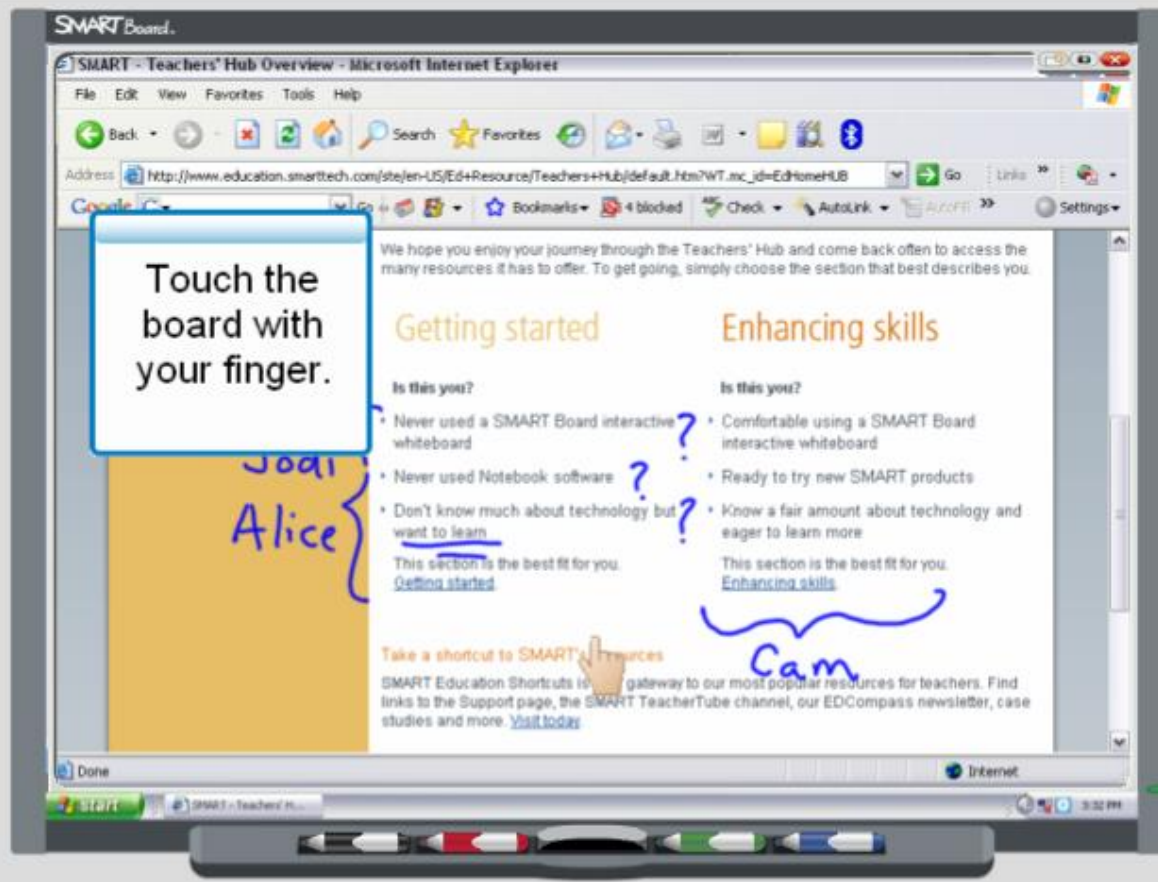 SMART Board.
SMART - Teachers' Hub Overview - Microsoft Internet Explorer
File Edit View Favorites Tools Help
Back Search Favorites
Address http://www.education.smarttech.com/ste/en-US/Ed+Resource/Teachers+Hub/default.htm?WT.mc_id=EdHomeHUB Go Links
Google Go Bookmarks 4 blocked Check AutoLink AutoFill Settings
Touch the
board with
your finger.
We hope you enjoy your journey through the Teachers' Hub and come back often to access the
many resources it has to offer. To get going, simply choose the section that best describes you.
Getting started
Is this you?
Never used a SMART Board interactive ?
whiteboard
Never used Notebook software ?
Don't know much about technology but ?
want to learn
This section is the best fit for you.
Getting started.
Jodi
Alice
Enhancing skills
Is this you?
Comfortable using a SMART Board
interactive whiteboard
Ready to try new SMART products
Know a fair amount about technology and
eager to learn more
This section is the best fit for you.
Enhancing skills.
Cam
Take a shortcut to SMART's
SMART Education Shortcuts is gateway to our most popular resources for teachers. Find
links to the Support page, the SMART TeacherTube channel, our EDCompass newsletter, case
studies and more. Visit today.
Done Internet
start SMART - Teachers' H... 3:32 PM